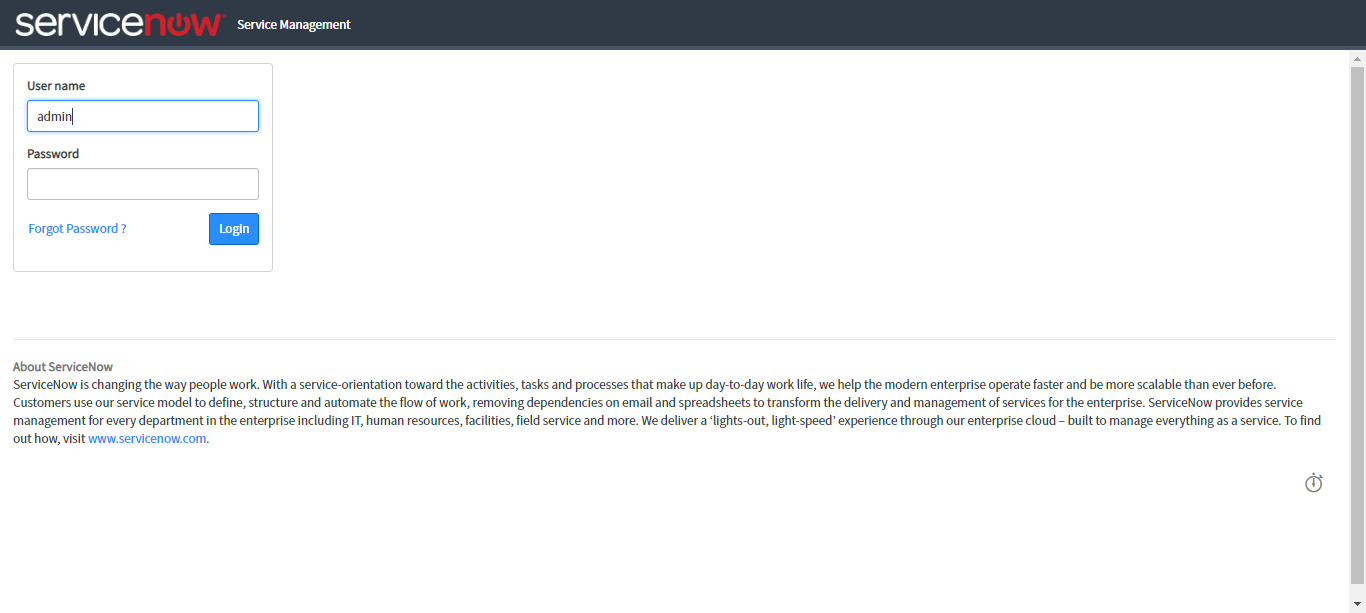 servicenow Service Management
User name
admin
Password
Forgot Password ?
Login
About ServiceNow
ServiceNow is changing the way people work. With a service-orientation toward the activities, tasks and processes that make up day-to-day work life, we help the modern enterprise operate faster and be more scalable than ever before.
Customers use our service model to define, structure and automate the flow of work, removing dependencies on email and spreadsheets to transform the delivery and management of services for the enterprise. ServiceNow provides service
management for every department in the enterprise including IT, human resources, facilities, field service and more. We deliver a ‘lights-out, light-speed’ experience through our enterprise cloud – built to manage everything as a service. To find
out how, visit www.servicenow.com.